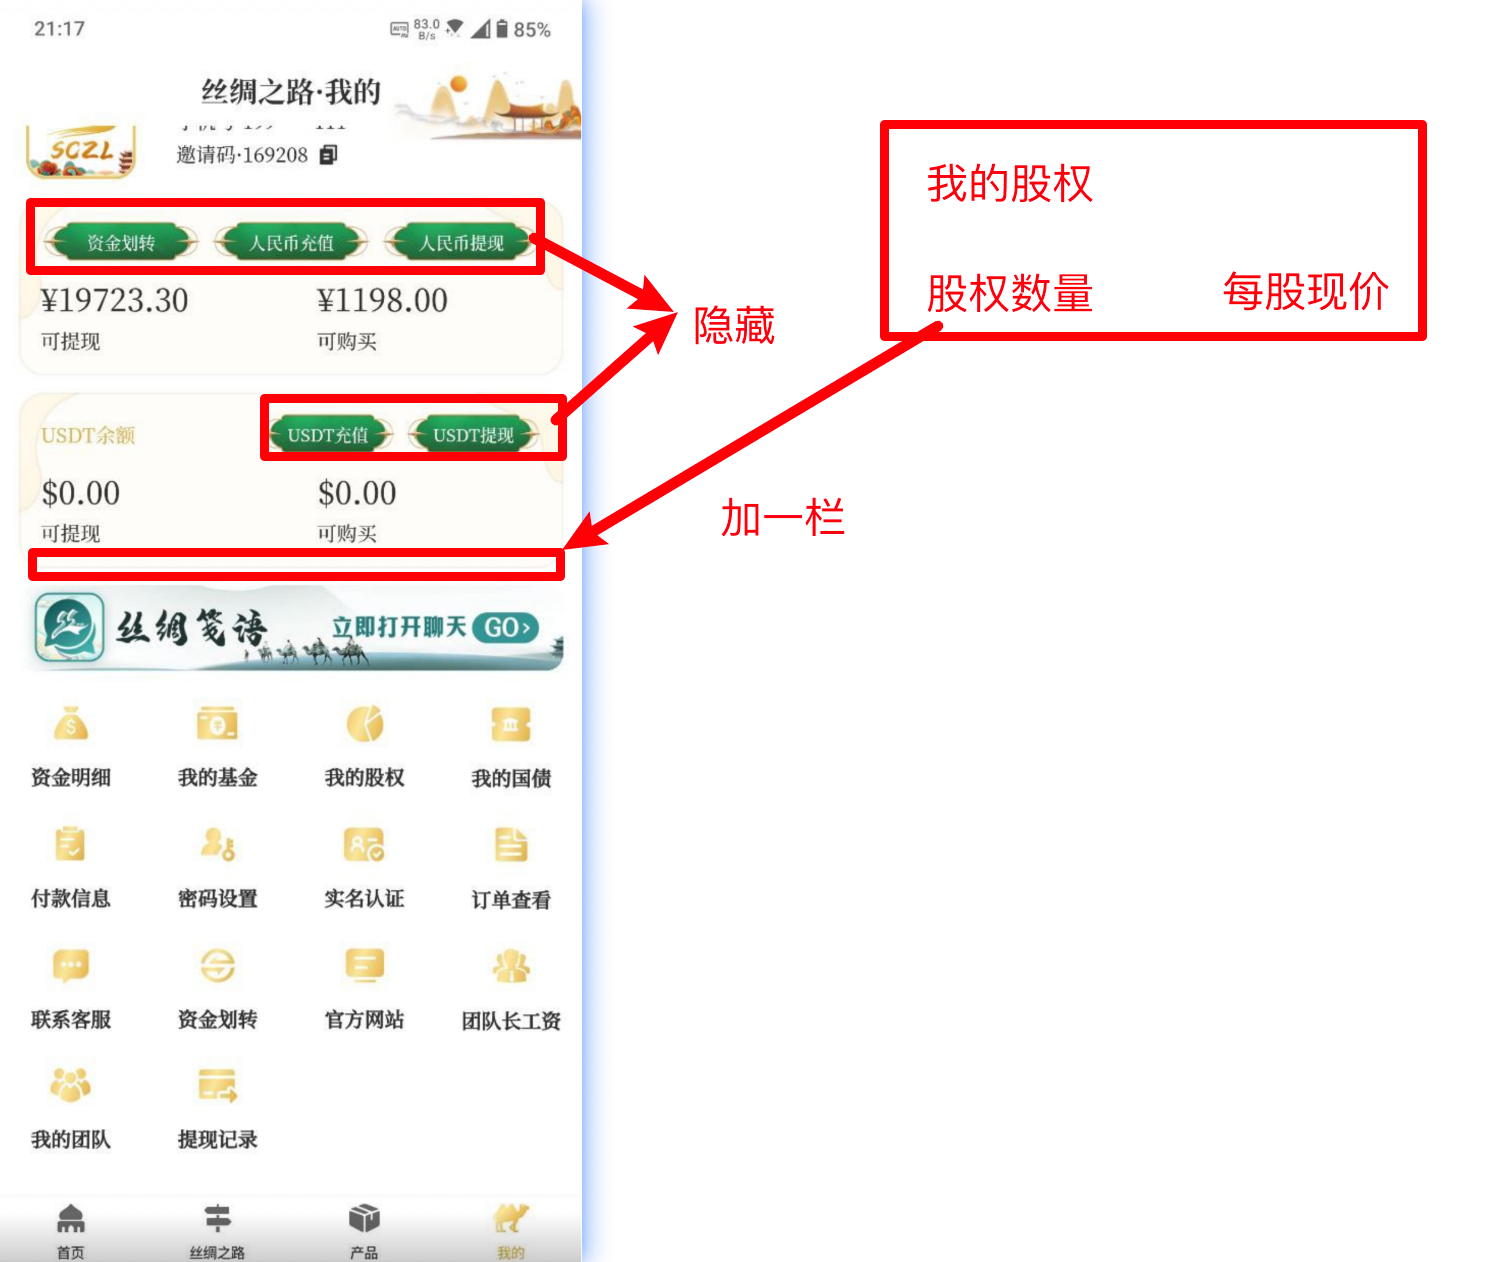 21:17
83.0
B/s
85%
丝绸之路·我的
SCZL
邀请码·169208
资金划转
人民币充值
人民币提现
¥19723.30
¥1198.00
可提现
可购买
USDT余额
USDT充值
USDT提现
$0.00
$0.00
可提现
可购买
丝绸笺语
立即打开聊天
GO>
资金明细
我的基金
我的股权
我的国债
付款信息
密码设置
实名认证
订单查看
联系客服
资金划转
官方网站
团队长工资
我的团队
提现记录
首页
丝绸之路
产品
我的
隐藏
加一栏
我的股权
股权数量
每股现价